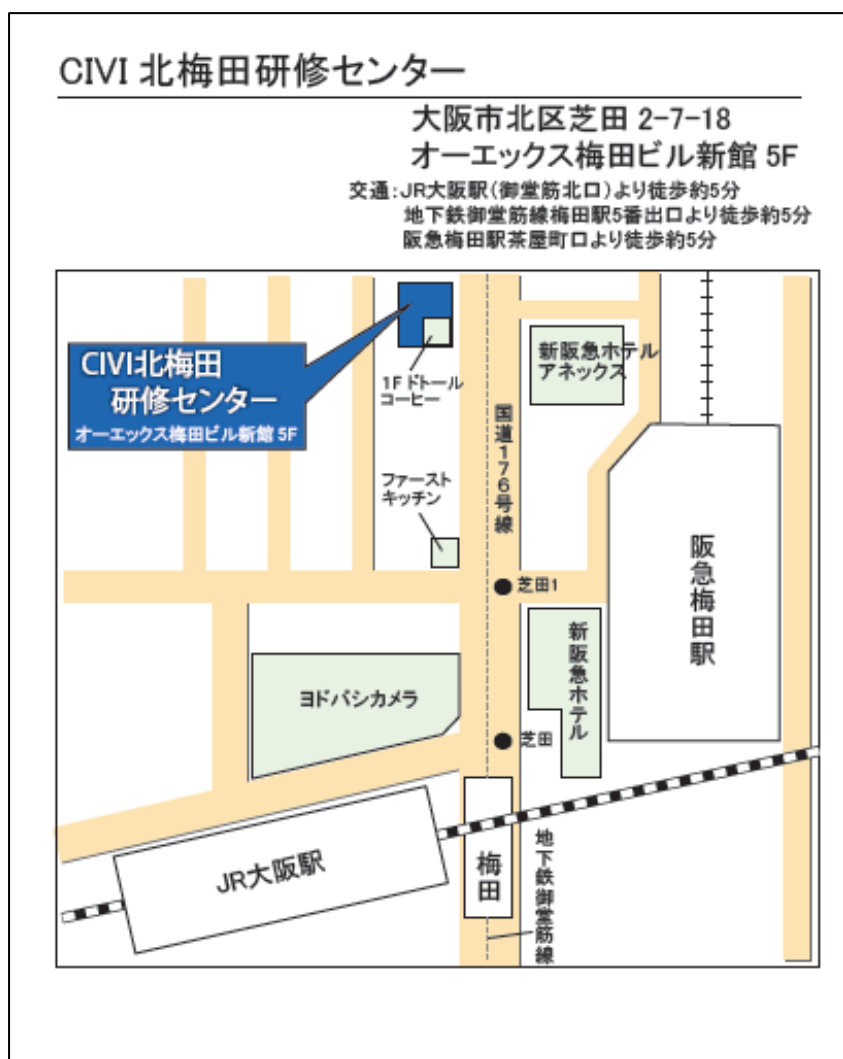 CIVI 北梅田研修センター
大阪市北区芝田 2-7-18
オーエックス梅田ビル新館 5F
交通:JR大阪駅(御堂筋北口)より徒歩約5分
地下鉄御堂筋線梅田駅5番出口より徒歩約5分
阪急梅田駅茶屋町口より徒歩約5分
CIVI北梅田
研修センター
オーエックス梅田ビル新館 5F
1F ドトール
コーヒー
新阪急ホテル
アネックス
国道176号線
ファースト
キッチン
芝田1
阪急梅田駅
新阪急ホテル
ヨドバシカメラ
芝田
JR大阪駅
梅田
地下鉄御堂筋線